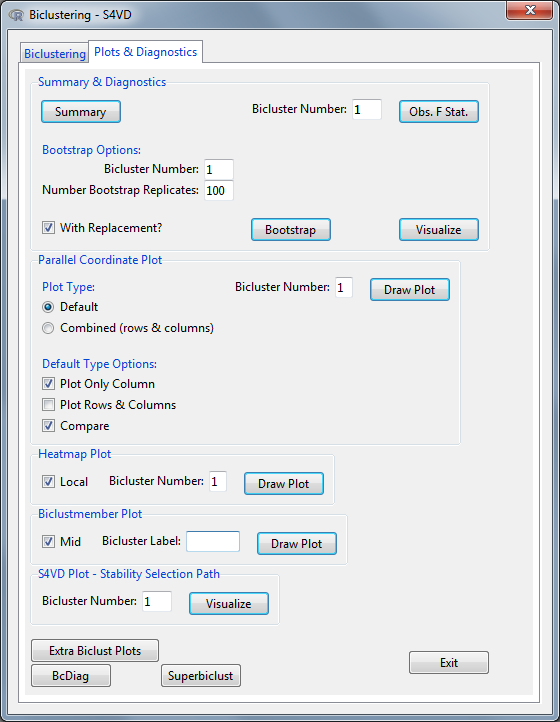 Biclustering - S4VD
Biclustering Plots & Diagnostics
Summary & Diagnostics
Summary Bicluster Number: 1 Obs. F Stat.
Bootstrap Options:
Bicluster Number: 1
Number Bootstrap Replicates: 100
With Replacement? Bootstrap Visualize
Parallel Coordinate Plot
Plot Type: Bicluster Number: 1 Draw Plot
Default
Combined (rows & columns)
Default Type Options:
Plot Only Column
Plot Rows & Columns
Compare
Heatmap Plot
Local Bicluster Number: 1 Draw Plot
Biclustmember Plot
Mid Bicluster Label: Draw Plot
S4VD Plot - Stability Selection Path
Bicluster Number: 1 Visualize
Extra Biclust Plots
BcDiag Superbiclust Exit